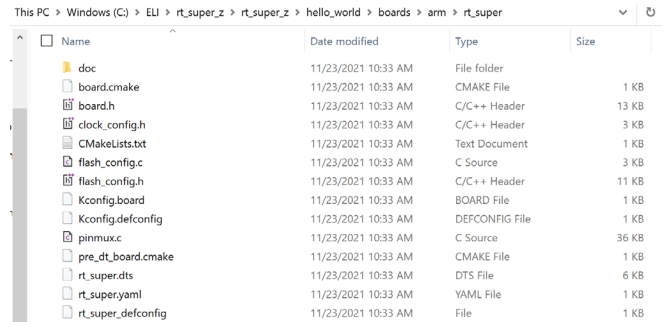 This PC > Windows (C:) > ELI > rt_super_z > rt_super_z > hello_world > boards > arm > rt_super
Name Date modified Type Size
doc 11/23/2021 10:33 AM File folder
board.cmake 11/23/2021 10:33 AM CMAKE File 1 KB
board.h 11/23/2021 10:33 AM C/C++ Header 13 KB
clock_config.h 11/23/2021 10:33 AM C/C++ Header 3 KB
CMakeLists.txt 11/23/2021 10:33 AM Text Document 1 KB
flash_config.c 11/23/2021 10:33 AM C Source 3 KB
flash_config.h 11/23/2021 10:33 AM C/C++ Header 11 KB
Kconfig.board 11/23/2021 10:33 AM BOARD File 1 KB
Kconfig.defconfig 11/23/2021 10:33 AM DEFCONFIG File 1 KB
pinmux.c 11/23/2021 10:33 AM C Source 36 KB
pre_dt_board.cmake 11/23/2021 10:33 AM CMAKE File 1 KB
rt_super.dts 11/23/2021 10:33 AM DTS File 6 KB
rt_super.yaml 11/23/2021 10:33 AM YAML File 1 KB
rt_super_defconfig 11/23/2021 10:33 AM File 1 KB